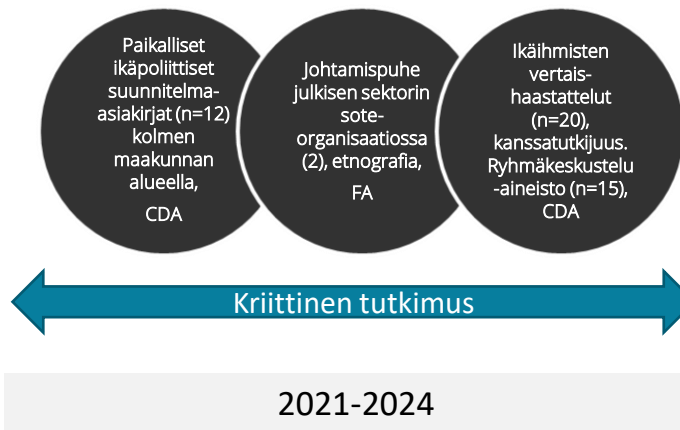 Paikalliset
ikäpoliittiset
suunnitelma-
asiakirjat (n=12)
kolmen
maakunnan
alueella,
CDA
Johtamispuhe
julkisen sektorin
sote-
organisaatiossa
(2), etnografia,
FA
Ikäihmisten
vertais-
haastattelut
(n=20),
kanssatutkijuus.
Ryhmäkeskustelu
-aineisto (n=15),
CDA
Kriittinen tutkimus
2021-2024